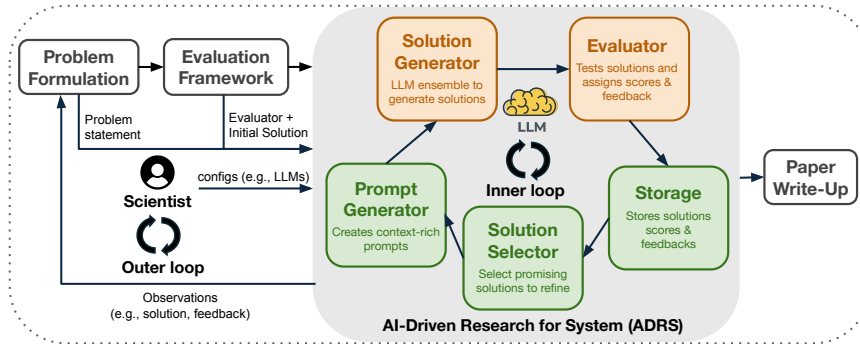 Problem
Formulation
Evaluation
Framework
Solution
Generator
LLM ensemble to
generate solutions
Evaluator
Tests solutions and
assigns scores &
feedback
LLM
Inner loop
Problem
statement
Evaluator +
Initial Solution
Scientist
configs (e.g., LLMs)
Outer loop
Prompt
Generator
Creates context-rich
prompts
Solution
Selector
Select promising
solutions to refine
Storage
Stores solutions
scores &
feedbacks
Paper
Write-Up
Observations
(e.g., solution, feedback)
AI-Driven Research for System (ADRS)